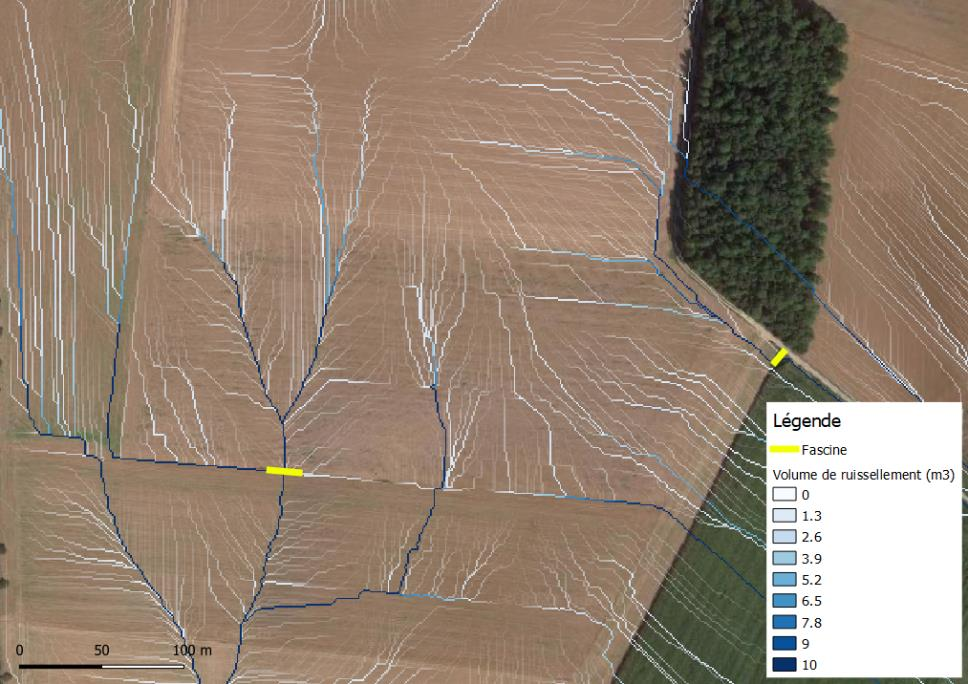 0 50 100 m
Légende
Fascine
Volume de ruissellement (m3)
0
1.3
2.6
3.9
5.2
6.5
7.8
9
10